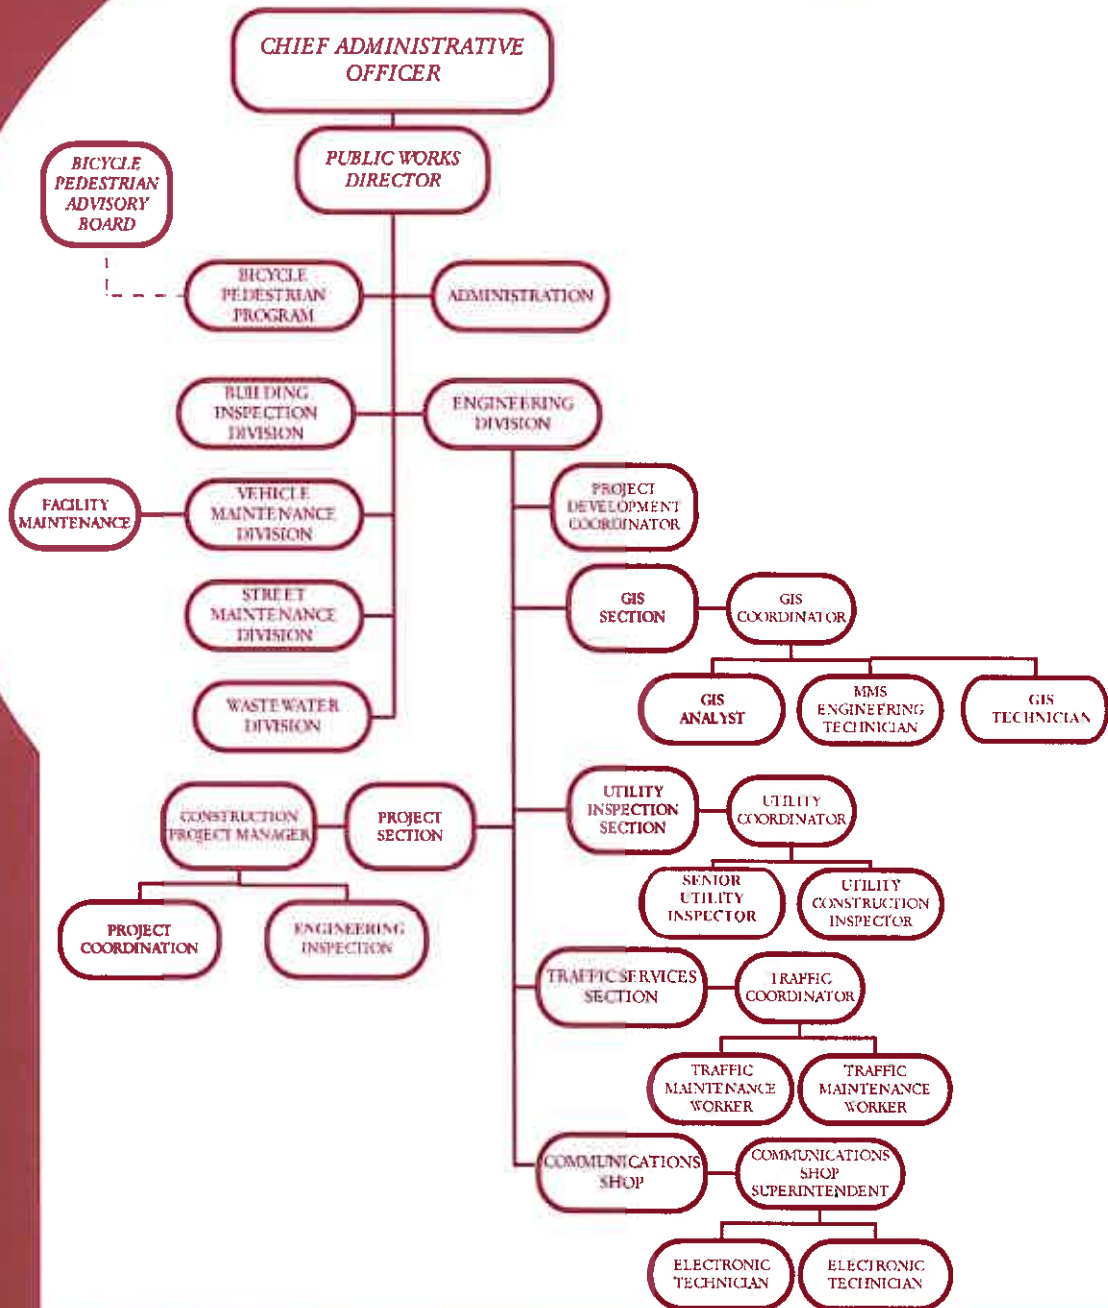 CHIEF ADMINISTRATIVE
OFFICER
PUBLIC WORKS
DIRECTOR
BICYCLE
PEDESTRIAN
ADVISORY
BOARD
BICYCLE
PEDESTRIAN
PROGRAM
ADMINISTRATION
BUILDING
INSPECTION
DIVISION
ENGINEERING
DIVISION
FACILITY
MAINTENANCE
VEHICLE
MAINTENANCE
DIVISION
PROJECT
DEVELOPMENT
COORDINATOR
STREET
MAINTENANCE
DIVISION
GIS
SECTION
GIS
COORDINATOR
WASTEWATER
DIVISION
GIS
ANALYST
MMS
ENGINEERING
TECHNICIAN
GIS
TECHNICIAN
CONSTRUCTION
PROJECT MANAGER
PROJECT
SECTION
UTILITY
INSPECTION
SECTION
UTILITY
COORDINATOR
PROJECT
COORDINATION
ENGINEERING
INSPECTION
SENIOR
UTILITY
INSPECTOR
UTILITY
CONSTRUCTION
INSPECTOR
TRAFFIC SERVICES
SECTION
TRAFFIC
COORDINATOR
TRAFFIC
MAINTENANCE
WORKER
TRAFFIC
MAINTENANCE
WORKER
COMMUNICATIONS
SHOP
COMMUNICATIONS
SHOP
SUPERINTENDENT
ELECTRONIC
TECHNICIAN
ELECTRONIC
TECHNICIAN